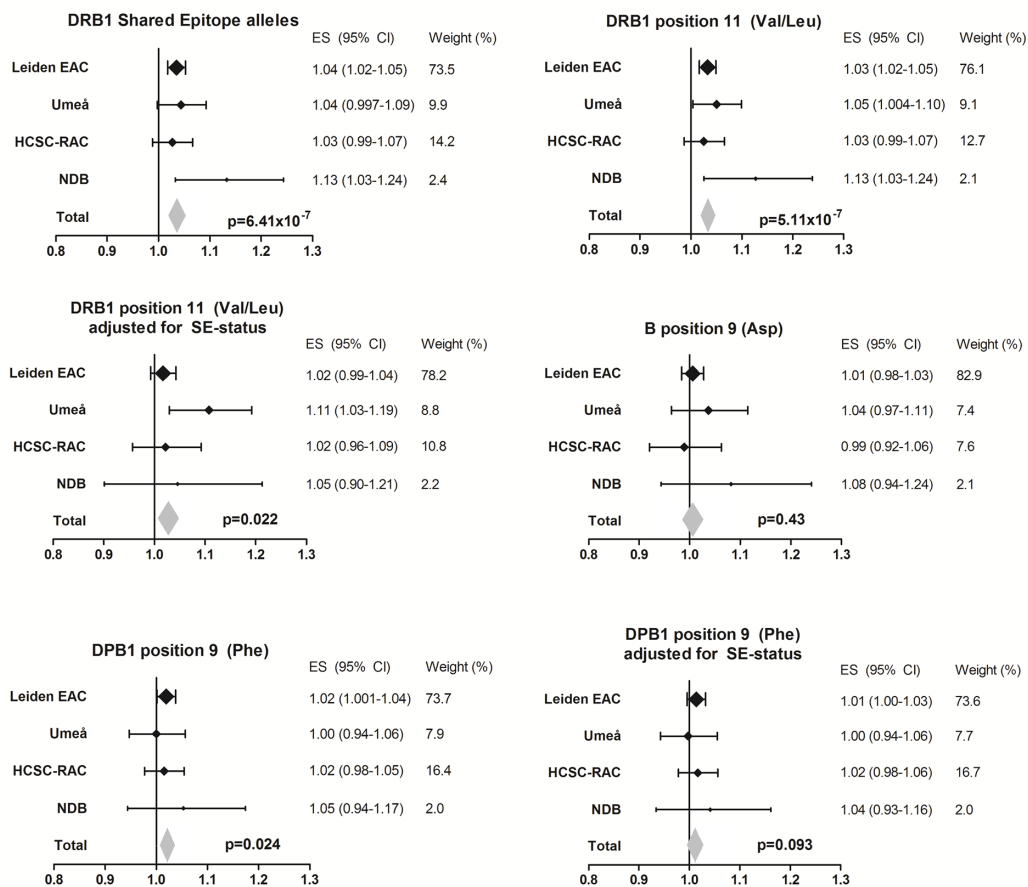 DRB1 Shared Epitope alleles
ES (95% CI) Weight (%)
Leiden EAC 1.04 (1.02-1.05) 73.5
Umeå 1.04 (0.997-1.09) 9.9
HCSC-RAC 1.03 (0.99-1.07) 14.2
NDB 1.13 (1.03-1.24) 2.4
Total p=6.41x10⁻⁷
0.8 0.9 1.0 1.1 1.2 1.3
DRB1 position 11 (Val/Leu)
ES (95% CI) Weight (%)
Leiden EAC 1.03 (1.02-1.05) 76.1
Umeå 1.05 (1.004-1.10) 9.1
HCSC-RAC 1.03 (0.99-1.07) 12.7
NDB 1.13 (1.03-1.24) 2.1
Total p=5.11x10⁻⁷
0.8 0.9 1.0 1.1 1.2 1.3
DRB1 position 11 (Val/Leu)
adjusted for SE-status
ES (95% CI) Weight (%)
Leiden EAC 1.02 (0.99-1.04) 78.2
Umeå 1.11 (1.03-1.19) 8.8
HCSC-RAC 1.02 (0.96-1.09) 10.8
NDB 1.05 (0.90-1.21) 2.2
Total p=0.022
0.8 0.9 1.0 1.1 1.2 1.3
B position 9 (Asp)
ES (95% CI) Weight (%)
Leiden EAC 1.01 (0.98-1.03) 82.9
Umeå 1.04 (0.97-1.11) 7.4
HCSC-RAC 0.99 (0.92-1.06) 7.6
NDB 1.08 (0.94-1.24) 2.1
Total p=0.43
0.8 0.9 1.0 1.1 1.2 1.3
DPB1 position 9 (Phe)
ES (95% CI) Weight (%)
Leiden EAC 1.02 (1.001-1.04) 73.7
Umeå 1.00 (0.94-1.06) 7.9
HCSC-RAC 1.02 (0.98-1.05) 16.4
NDB 1.05 (0.94-1.17) 2.0
Total p=0.024
0.8 0.9 1.0 1.1 1.2 1.3
DPB1 position 9 (Phe)
adjusted for SE-status
ES (95% CI) Weight (%)
Leiden EAC 1.01 (1.00-1.03) 73.6
Umeå 1.00 (0.94-1.06) 7.7
HCSC-RAC 1.02 (0.98-1.06) 16.7
NDB 1.04 (0.93-1.16) 2.0
Total p=0.093
0.8 0.9 1.0 1.1 1.2 1.3